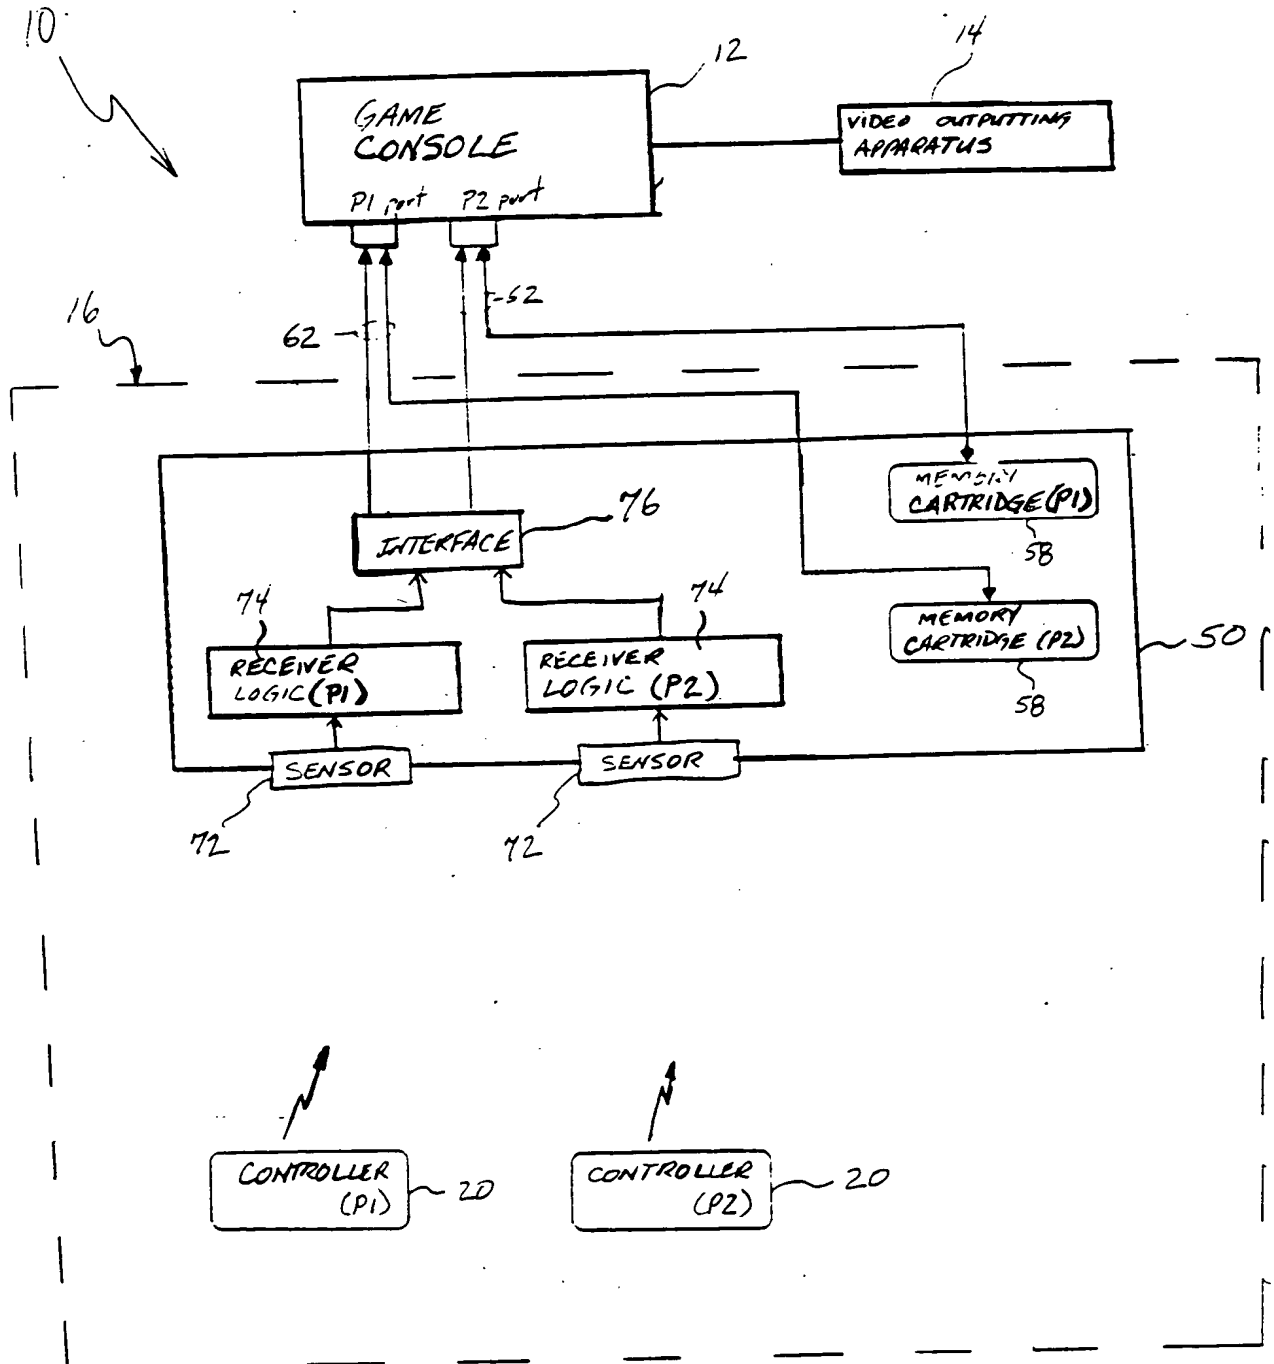 10
12
14
GAME
CONSOLE
VIDEO OUTPUTTING
APPARATUS
P1 port
P2 port
62
62
16
MEMORY
CARTRIDGE (P1)
58
INTERFACE
76
74
74
MEMORY
CARTRIDGE (P2)
58
50
RECEIVER
LOGIC (P1)
RECEIVER
LOGIC (P2)
SENSOR
SENSOR
72
72
CONTROLLER
(P1)
20
CONTROLLER
(P2)
20